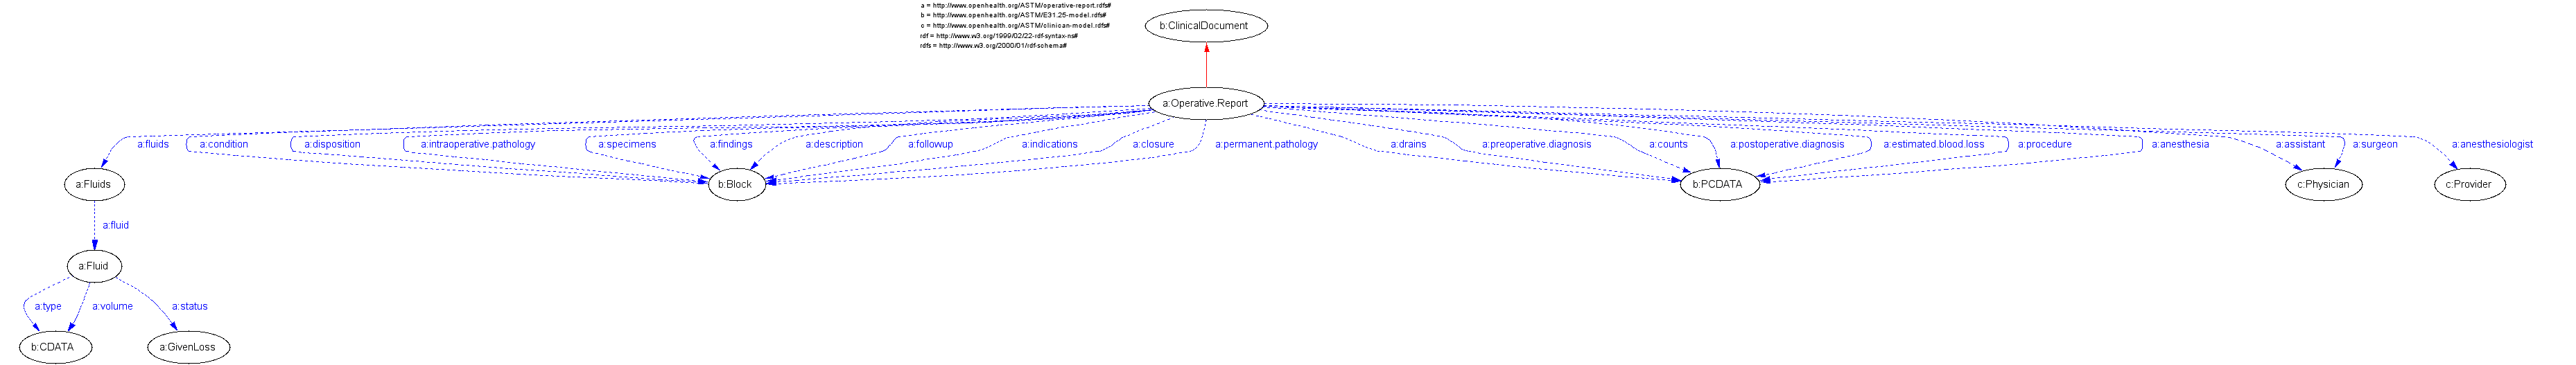 a = http://www.openhealth.org/ASTM/operative-report.rdfs#
b = http://www.openhealth.org/ASTM/E31.25-model.rdfs#
c = http://www.openhealth.org/ASTM/clinican-model.rdfs#
rdf = http://www.w3.org/1999/02/22-rdf-syntax-ns#
rdfs = http://www.w3.org/2000/01/rdf-schema#
b:ClinicalDocument
a:Operative.Report
a:fluids
a:condition
a:disposition
a:intraoperative.pathology
a:specimens
a:findings
a:description
a:followup
a:indications
a:closure
a:permanent.pathology
a:drains
a:preoperative.diagnosis
a:counts
a:postoperative.diagnosis
a:estimated.blood.loss
a:procedure
a:anesthesia
a:assistant
a:surgeon
a:anesthesiologist
a:Fluids
b:Block
b:PCDATA
c:Physician
c:Provider
a:fluid
a:Fluid
a:type
a:volume
a:status
b:CDATA
a:GivenLoss